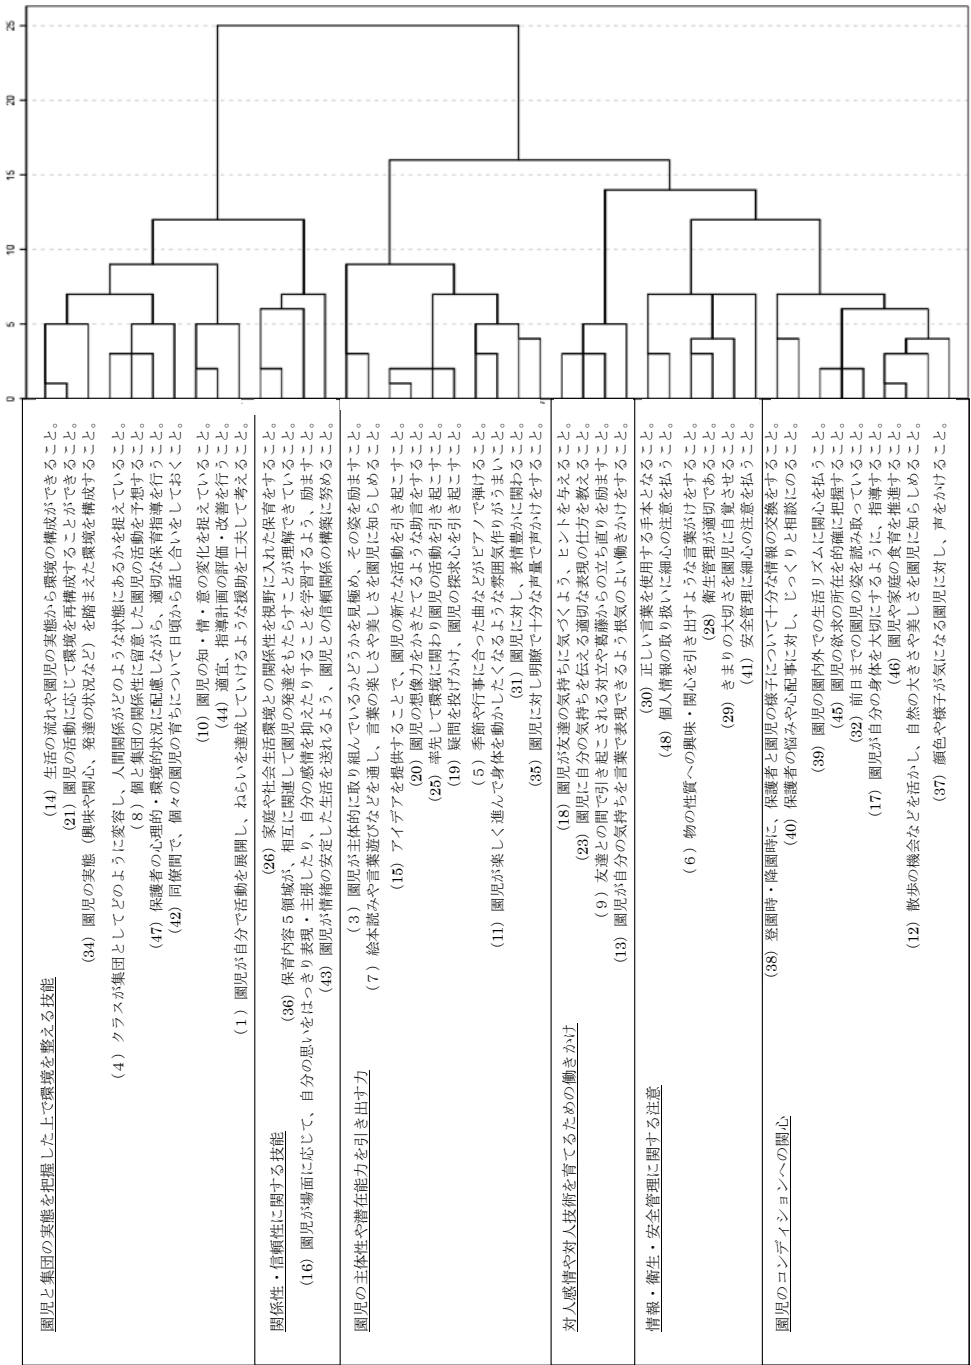 0 5 10 15 20 25
園児と集団の実態を把握した上で環境を整える技能
(14) 生活の流れや園児の実態から環境の構成ができること。
(21) 園児の活動に応じて環境を再構成することができること。
(34) 園児の実態（興味や関心、発達の状況など）を踏まえた環境を構成すること。
(4) クラスが集団としてどのように変容し、人間関係がどのような状態にあるかを捉えていること。
(8) 個と集団の関係性に留意した園児の活動を予想すること。
(47) 保護者の心理的・環境的状況に配慮しながら、適切な保育指導を行うこと。
(42) 同僚間で、個々の園児の育ちについて日頃から話し合いをしておくこと。
(10) 園児の知・情・意の変化を捉えていること。
(44) 適宜、指導計画の評価・改善を行うこと。
(1) 園児が自分で活動を展開し、ねらいを達成していけるような援助を工夫して考えること。
関係性・信頼性に関する技能
(26) 家庭や社会生活環境との関係性を視野に入れた保育をすること。
(36) 保育内容5領域が、相互に関連して園児の発達をもたらすことが理解できていること。
(16) 園児が場面に応じて、自分の思いをはっきり表現・主張したり、自分の感情を抑えたりすることを学習するよう、励ますこと。
(43) 園児が情緒の安定した生活を送れるよう、園児との信頼関係の構築に努めること。
園児の主体性や潜在能力を引き出す力
(3) 園児が主体的に取り組んでいるかどうかを見極め、その姿を励ますこと。
(7) 絵本読みや言葉遊びなどを通し、言葉の楽しさや美しさを園児に知らしめること。
(15) アイデアを提供することで、園児の新たな活動を引き起こすこと。
(20) 園児の想像力をかきたてるような助言をすること。
(25) 率先して環境に関わり園児の活動を引き起こすこと。
(19) 疑問を投げかけ、園児の探求心を引き起こすこと。
(5) 季節や行事に合った曲などがピアノで弾けること。
(11) 園児が楽しく進んで身体を動かしたくなるような雰囲気作りがうまいこと。
(31) 園児に対し、表情豊かに関わること。
(35) 園児に対し明瞭で十分な声量で声かけをすること。
対人感情や対人技術を育てるための働きかけ
(18) 園児が友達の気持ちに気づくよう、ヒントを与えること。
(23) 園児に自分の気持ちを伝える適切な表現の仕方を教えること。
(9) 友達との間で引き起こされる対立や葛藤からの立ち直りを励ますこと。
(13) 園児が自分の気持ちを言葉で表現できるよう根気のよい働きかけをすること。
情報・衛生・安全管理に関する注意
(30) 正しい言葉を使用する手本となること。
(48) 個人情報の取り扱いに細心の注意を払うこと。
(6) 物の性質への興味・関心を引き出すような言葉がけをすること。
(28) 衛生管理が適切であること。
(29) きまりの大切さを園児に自覚させること。
(41) 安全管理に細心の注意を払うこと。
園児のコンディションへの関心
(38) 登園時・降園時に、保護者と園児の様子について十分な情報の交換をすること。
(40) 保護者の悩みや心配事に対し、じっくりと相談にのること。
(39) 園児の園内外での生活リズムに関心を払うこと。
(45) 園児の欲求の所在を的確に把握すること。
(32) 前日までの園児の姿を読み取っていること。
(17) 園児が自分の身体を大切にするように、指導すること。
(46) 園児や家庭の食育を推進すること。
(12) 散歩の機会などを活かし、自然の大きさや美しさを園児に知らしめること。
(37) 顔色や様子が気になる園児に対し、声をかけること。